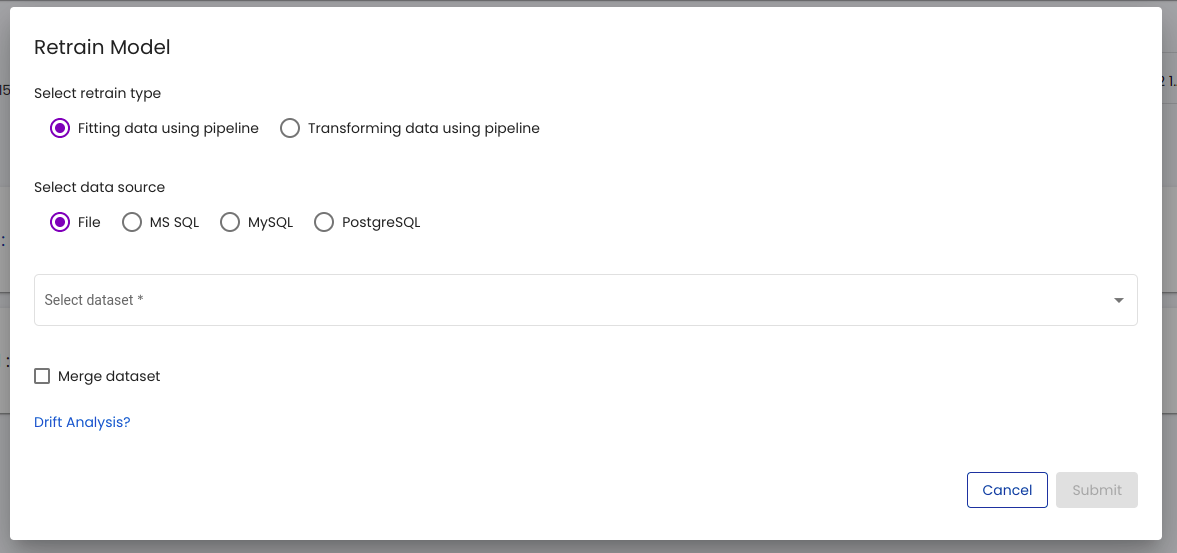 Retrain Model
Select retrain type
Fitting data using pipeline Transforming data using pipeline
Select data source
File MS SQL MySQL PostgreSQL
Select dataset *
Merge dataset
Drift Analysis?
Cancel Submit